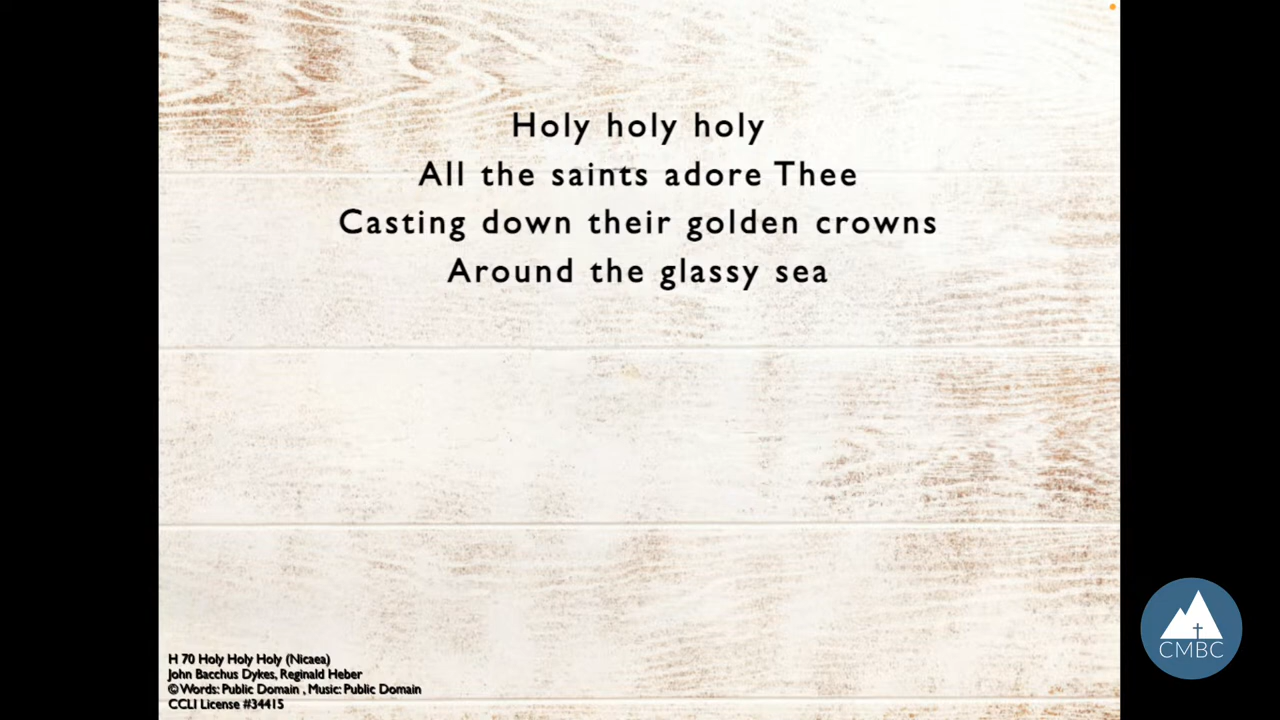 Holy holy holy
All the saints adore Thee
Casting down their golden crowns
Around the glassy sea
H 70 Holy Holy Holy (Nicaea)
John Bacchus Dykes, Reginald Heber
© Words: Public Domain , Music: Public Domain
CCLI License #34415
CMBC